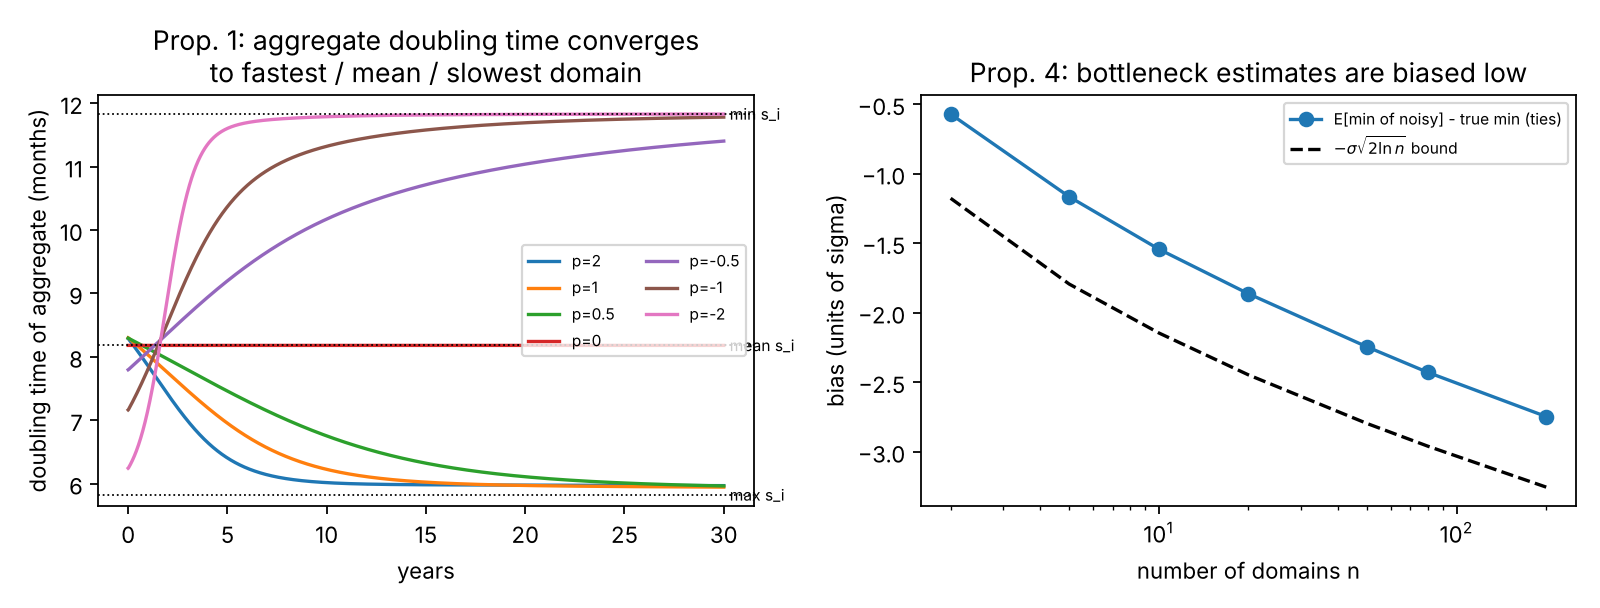 Prop. 1: aggregate doubling time converges
to fastest / mean / slowest domain
doubling time of aggregate (months)
12
11
10
9
8
7
6
min s_i
mean s_i
max s_i
p=2
p=1
p=0.5
p=0
p=-0.5
p=-1
p=-2
0 5 10 15 20 25 30
years
Prop. 4: bottleneck estimates are biased low
bias (units of sigma)
−0.5
−1.0
−1.5
−2.0
−2.5
−3.0
E[min of noisy] - true min (ties)
−σ√2 ln n bound
10¹ 10²
number of domains n